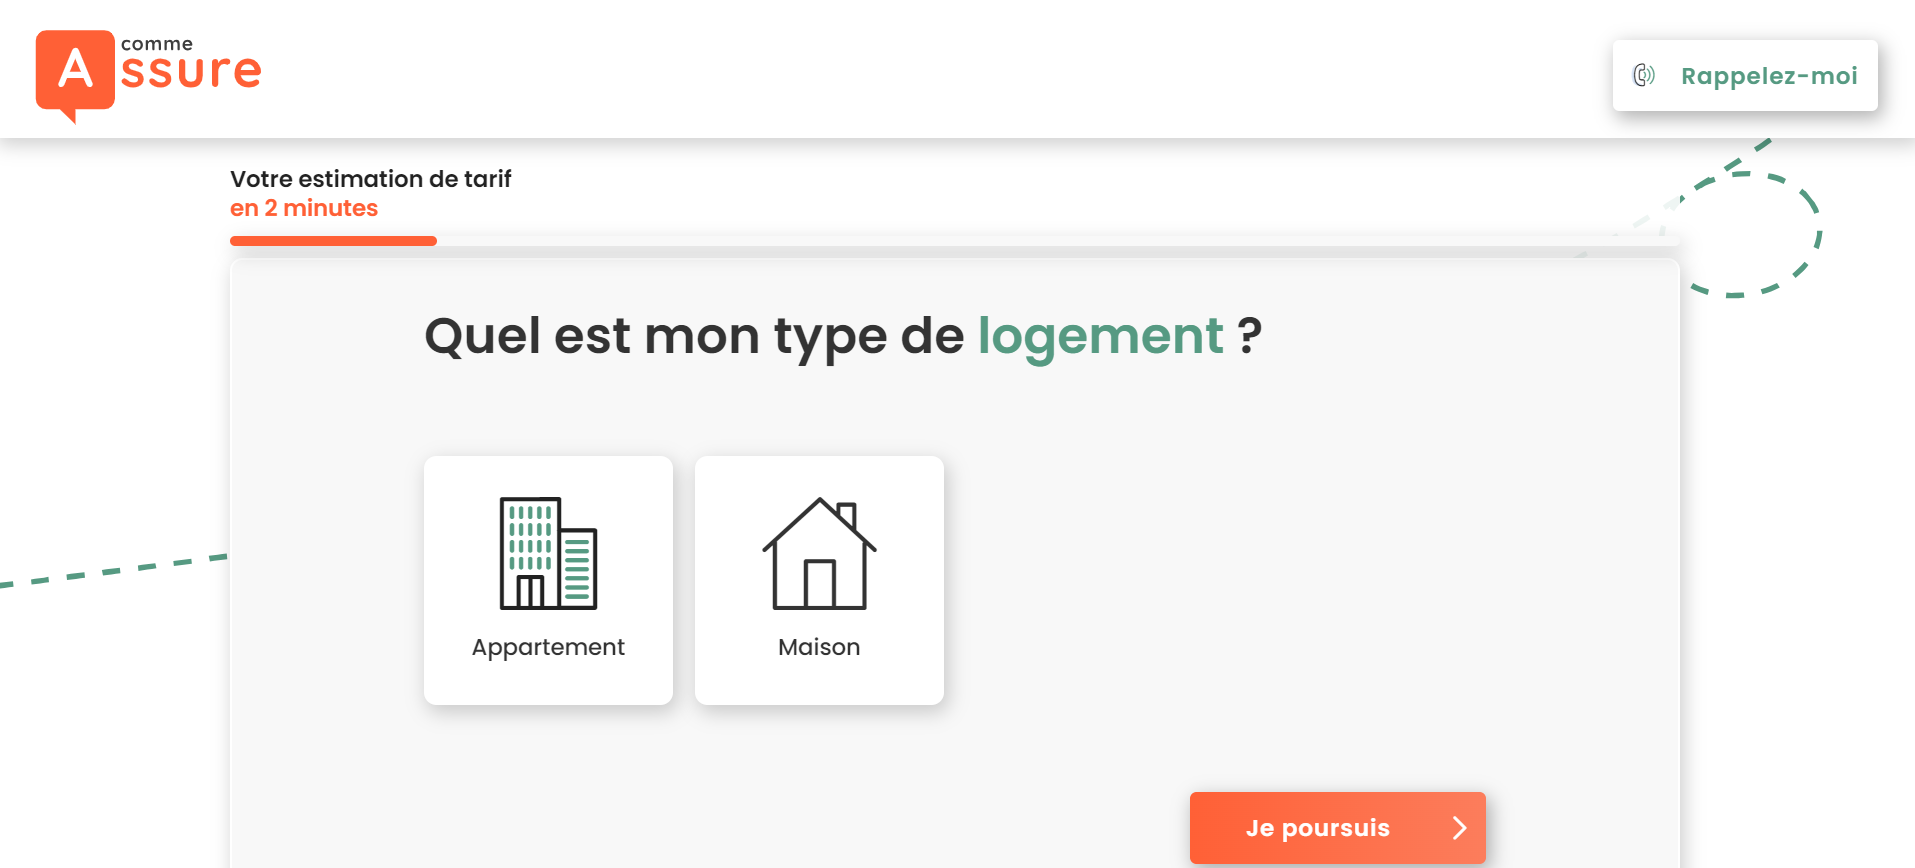 A comme
ssure
Rappelez-moi
Votre estimation de tarif
en 2 minutes
Quel est mon type de logement ?
Appartement
Maison
Je poursuis